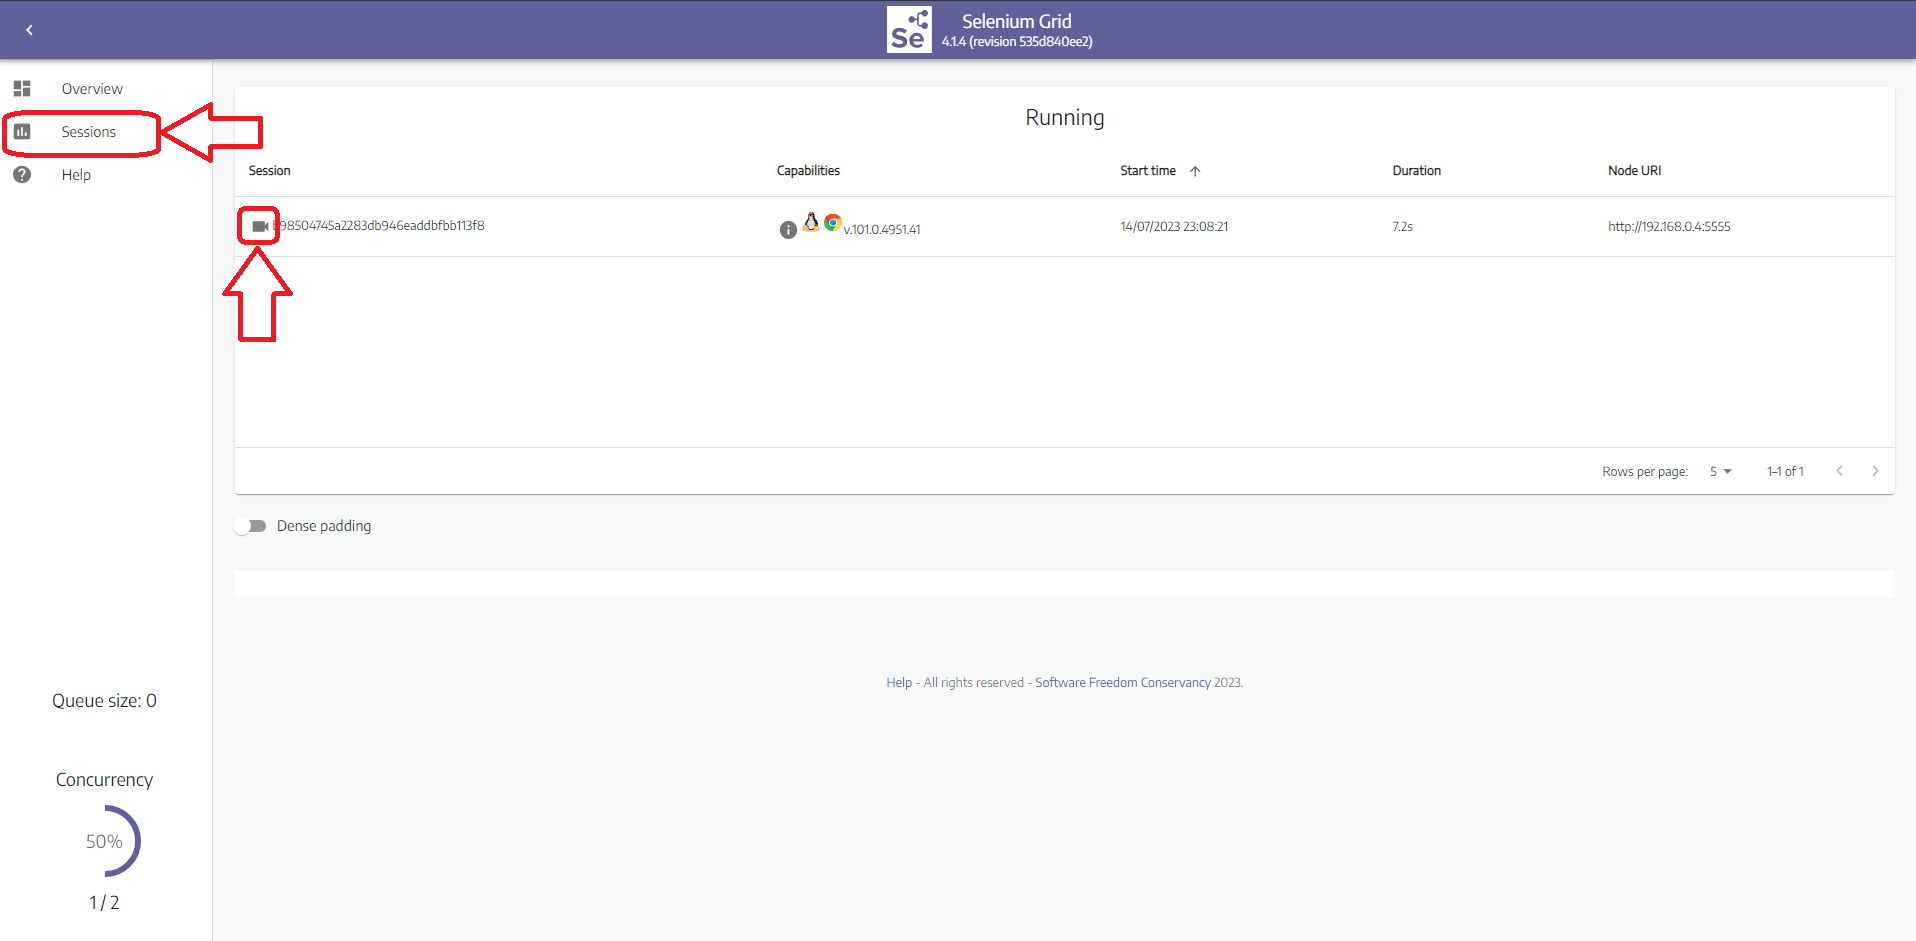 Se
Selenium Grid
4.1.4 (revision 535d840ee2)
Overview
Sessions
Help
Running
Session Capabilities Start time Duration Node URI
b98504745a2283db946eaddbfbb113f8 v.101.0.4951.41 14/07/2023 23:08:21 7.2s http://192.168.0.4:5555
Rows per page: 5 1-1 of 1
Dense padding
Help - All rights reserved - Software Freedom Conservancy 2023.
Queue size: 0
Concurrency
50%
1 / 2